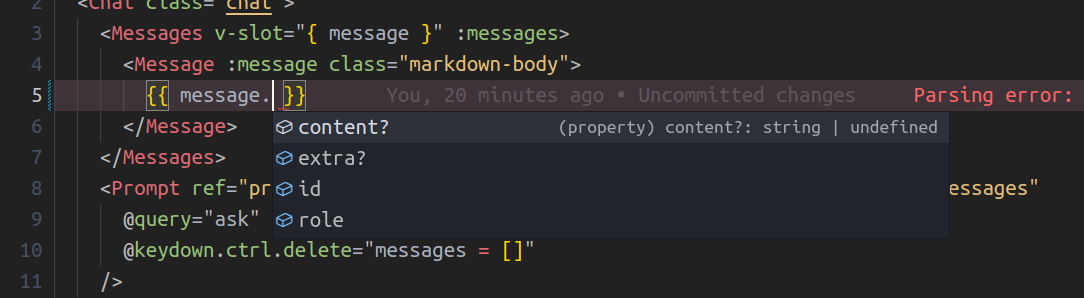 2 <Chat class="chat">
3 <Messages v-slot="{ message }" :messages>
4 <Message :message class="markdown-body">
5 {{ message. }} You, 20 minutes ago • Uncommitted changes Parsing error:
content? (property) content?: string | undefined
6 </Message>
extra?
7 </Messages>
id
8 <Prompt ref="pr essages"
role
9 @query="ask"
10 @keydown.ctrl.delete="messages = []"
11 />